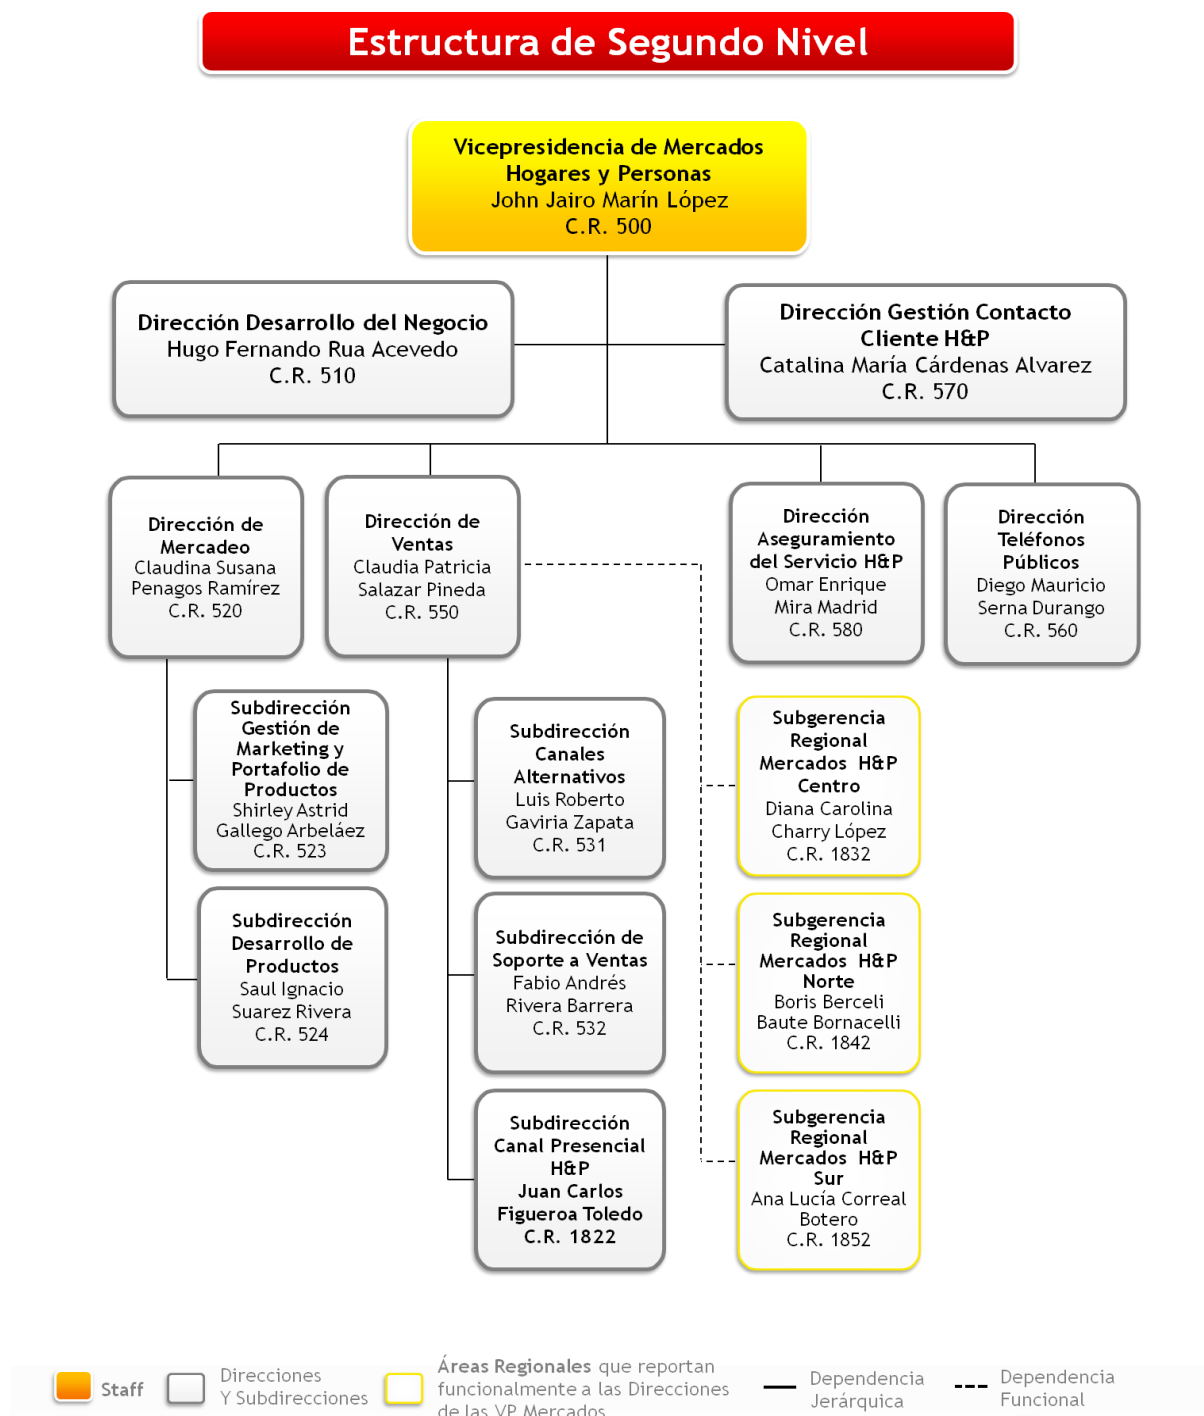 Estructura de Segundo Nivel
Vicepresidencia de Mercados
Hogares y Personas
John Jairo Marín López
C.R. 500
Dirección Desarrollo del Negocio
Hugo Fernando Rua Acevedo
C.R. 510
Dirección Gestión Contacto
Cliente H&P
Catalina María Cárdenas Alvarez
C.R. 570
Dirección de
Mercadeo
Claudina Susana
Penagos Ramírez
C.R. 520
Dirección de
Ventas
Claudia Patricia
Salazar Pineda
C.R. 550
Dirección
Aseguramiento
del Servicio H&P
Omar Enrique
Mira Madrid
C.R. 580
Dirección
Teléfonos
Públicos
Diego Mauricio
Serna Durango
C.R. 560
Subdirección
Gestión de
Marketing y
Portafolio de
Productos
Shirley Astrid
Gallego Arbeláez
C.R. 523
Subdirección
Canales
Alternativos
Luis Roberto
Gaviria Zapata
C.R. 531
Subgerencia
Regional
Mercados H&P
Centro
Diana Carolina
Charry López
C.R. 1832
Subdirección
Desarrollo de
Productos
Saul Ignacio
Suarez Rivera
C.R. 524
Subdirección de
Soporte a Ventas
Fabio Andrés
Rivera Barrera
C.R. 532
Subgerencia
Regional
Mercados H&P
Norte
Boris Berceli
Baute Bornacelli
C.R. 1842
Subdirección
Canal Presencial
H&P
Juan Carlos
Figueroa Toledo
C.R. 1822
Subgerencia
Regional
Mercados H&P
Sur
Ana Lucía Correal
Botero
C.R. 1852
Staff
Direcciones
Y Subdirecciones
Áreas Regionales que reportan
funcionalmente a las Direcciones
de las VP Mercados
Dependencia
Jerárquica
Dependencia
Funcional